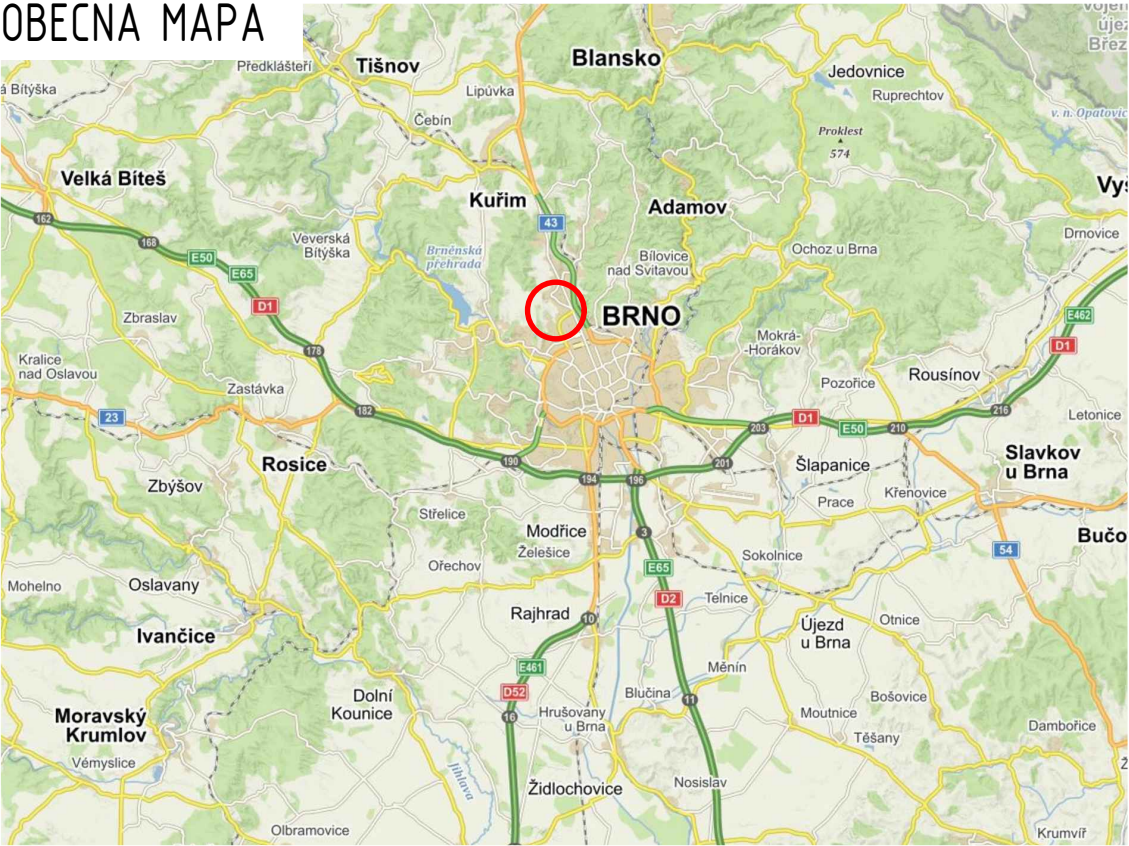 OBECNA MAPA
Předklášteří
Tišnov
Blansko
Jedovnice
Ruprechtov
á Bítýška
Lipůvka
Čebín
v. n. Opatovic
Proklest
574
Velká Bíteš
Kuřim
Adamov
Vyš
43
162
168
Veverská
Bítýška
Brněnská
přehrada
Bílovice
nad Svitavou
Ochoz u Brna
Drnovice
E50
E65
D1
Zbraslav
BRNO
E462
D1
Mokrá-
-Horákov
178
Kralice
nad Oslavou
Zastávka
Pozořice
Rousínov
23
182
216
Letonice
D1
E50
203
210
Rosice
190
194
196
201
Šlapanice
Slavkov
u Brna
Zbýšov
Střelice
Prace
Křenovice
Modřice
Želešice
3
Bučo
54
Sokolnice
Ořechov
E65
Mohelno
Oslavany
D2
Telnice
Rajhrad
10
Otnice
Újezd
u Brna
Ivančice
E461
D52
Měnín
Dolní
Kounice
16
Blučina
11
Bošovice
Moravský
Krumlov
Hrušovany
u Brna
Moutnice
Dambořice
Těšany
Vémyslice
Jihlava
Židlochovice
Nosislav
Olbramovice
Krumvíř